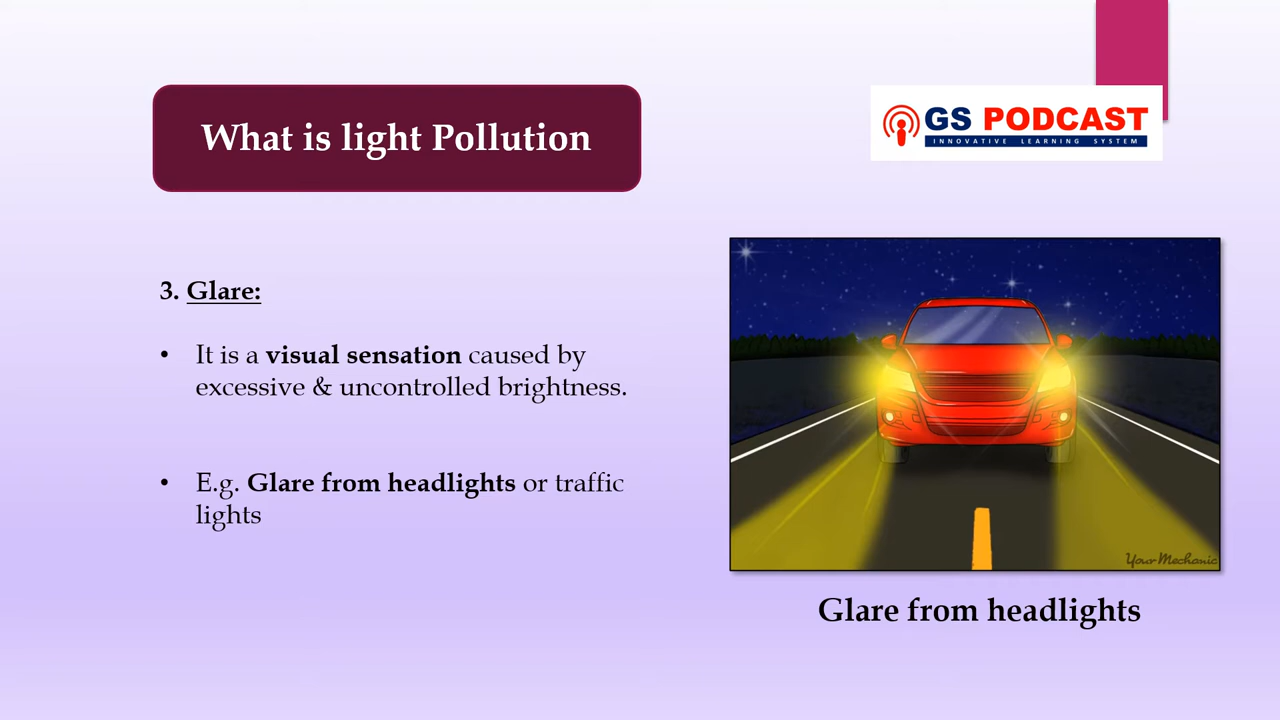 What is light Pollution
GS PODCAST
INNOVATIVE LEARNING SYSTEM
3. Glare:
• It is a visual sensation caused by
excessive & uncontrolled brightness.
• E.g. Glare from headlights or traffic
lights
YourMechanic
Glare from headlights